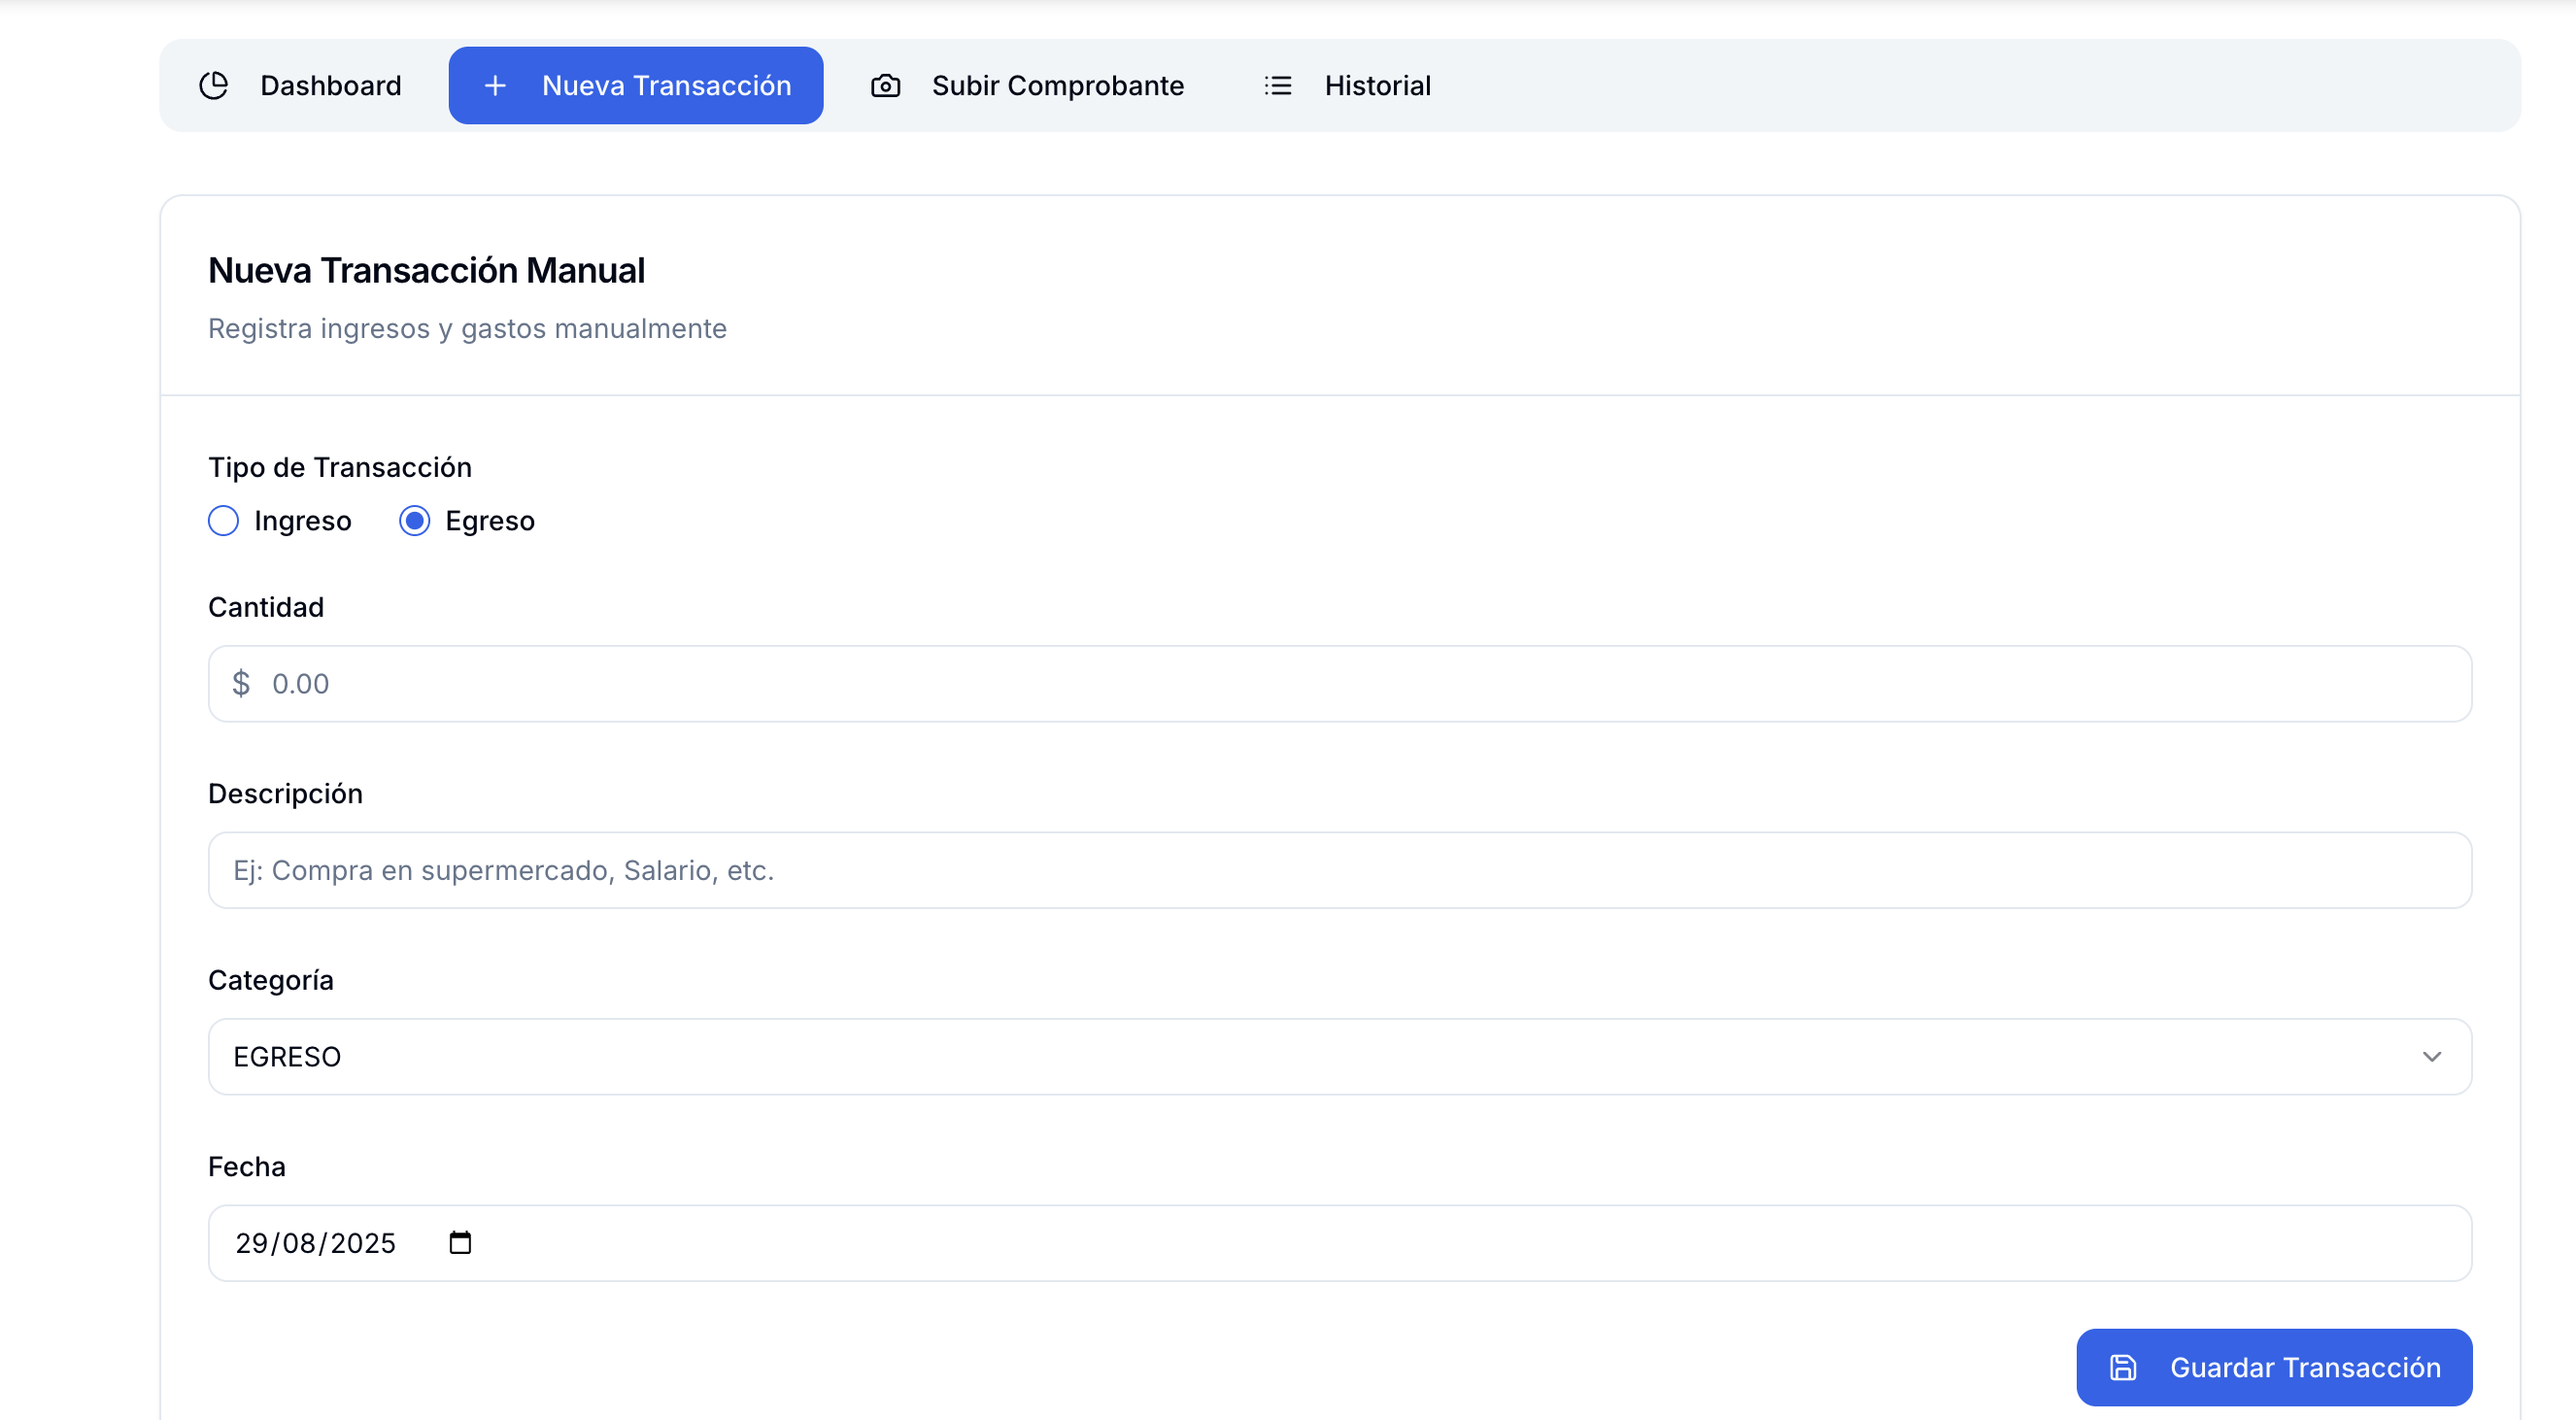 Dashboard Nueva Transacción Subir Comprobante Historial
Nueva Transacción Manual
Registra ingresos y gastos manualmente
Tipo de Transacción
Ingreso Egreso
Cantidad
$ 0.00
Descripción
Ej: Compra en supermercado, Salario, etc.
Categoría
EGRESO
Fecha
29/08/2025
Guardar Transacción